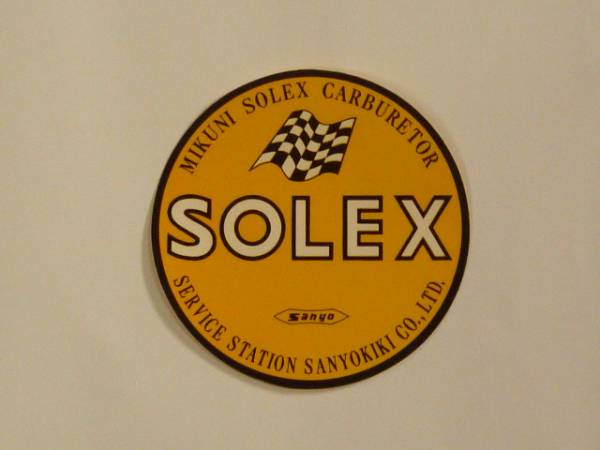 MIKUNI SOLEX CARBURETOR
SOLEX
Sanyo
SERVICE STATION SANYOKIKI CO., LTD.